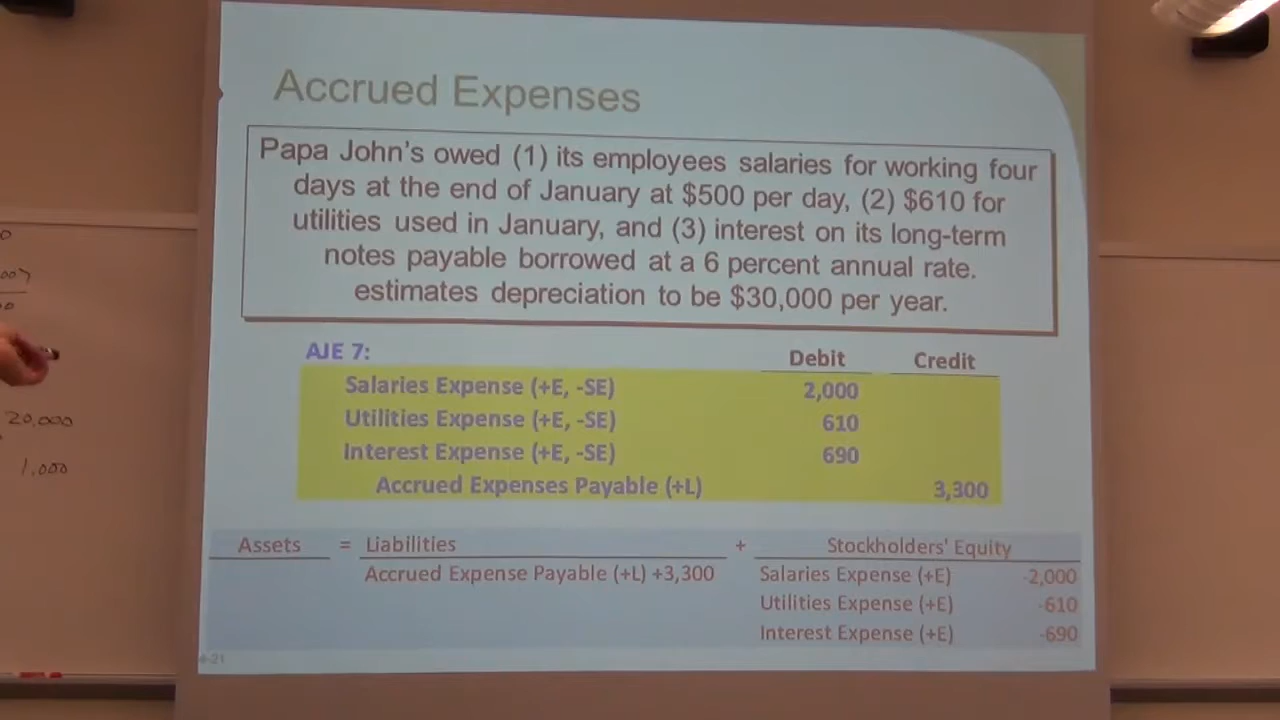 Accrued Expenses
Papa John's owed (1) its employees salaries for working four
days at the end of January at $500 per day, (2) $610 for
utilities used in January, and (3) interest on its long-term
notes payable borrowed at a 6 percent annual rate.
estimates depreciation to be $30,000 per year.
AJE 7: Debit Credit
Salaries Expense (+E, -SE) 2,000
Utilities Expense (+E, -SE) 610
Interest Expense (+E, -SE) 690
Accrued Expenses Payable (+L) 3,300
Assets = Liabilities + Stockholders' Equity
Accrued Expense Payable (+L) +3,300 Salaries Expense (+E) -2,000
Utilities Expense (+E) -610
Interest Expense (+E) -690
4-21
20,000
1,000